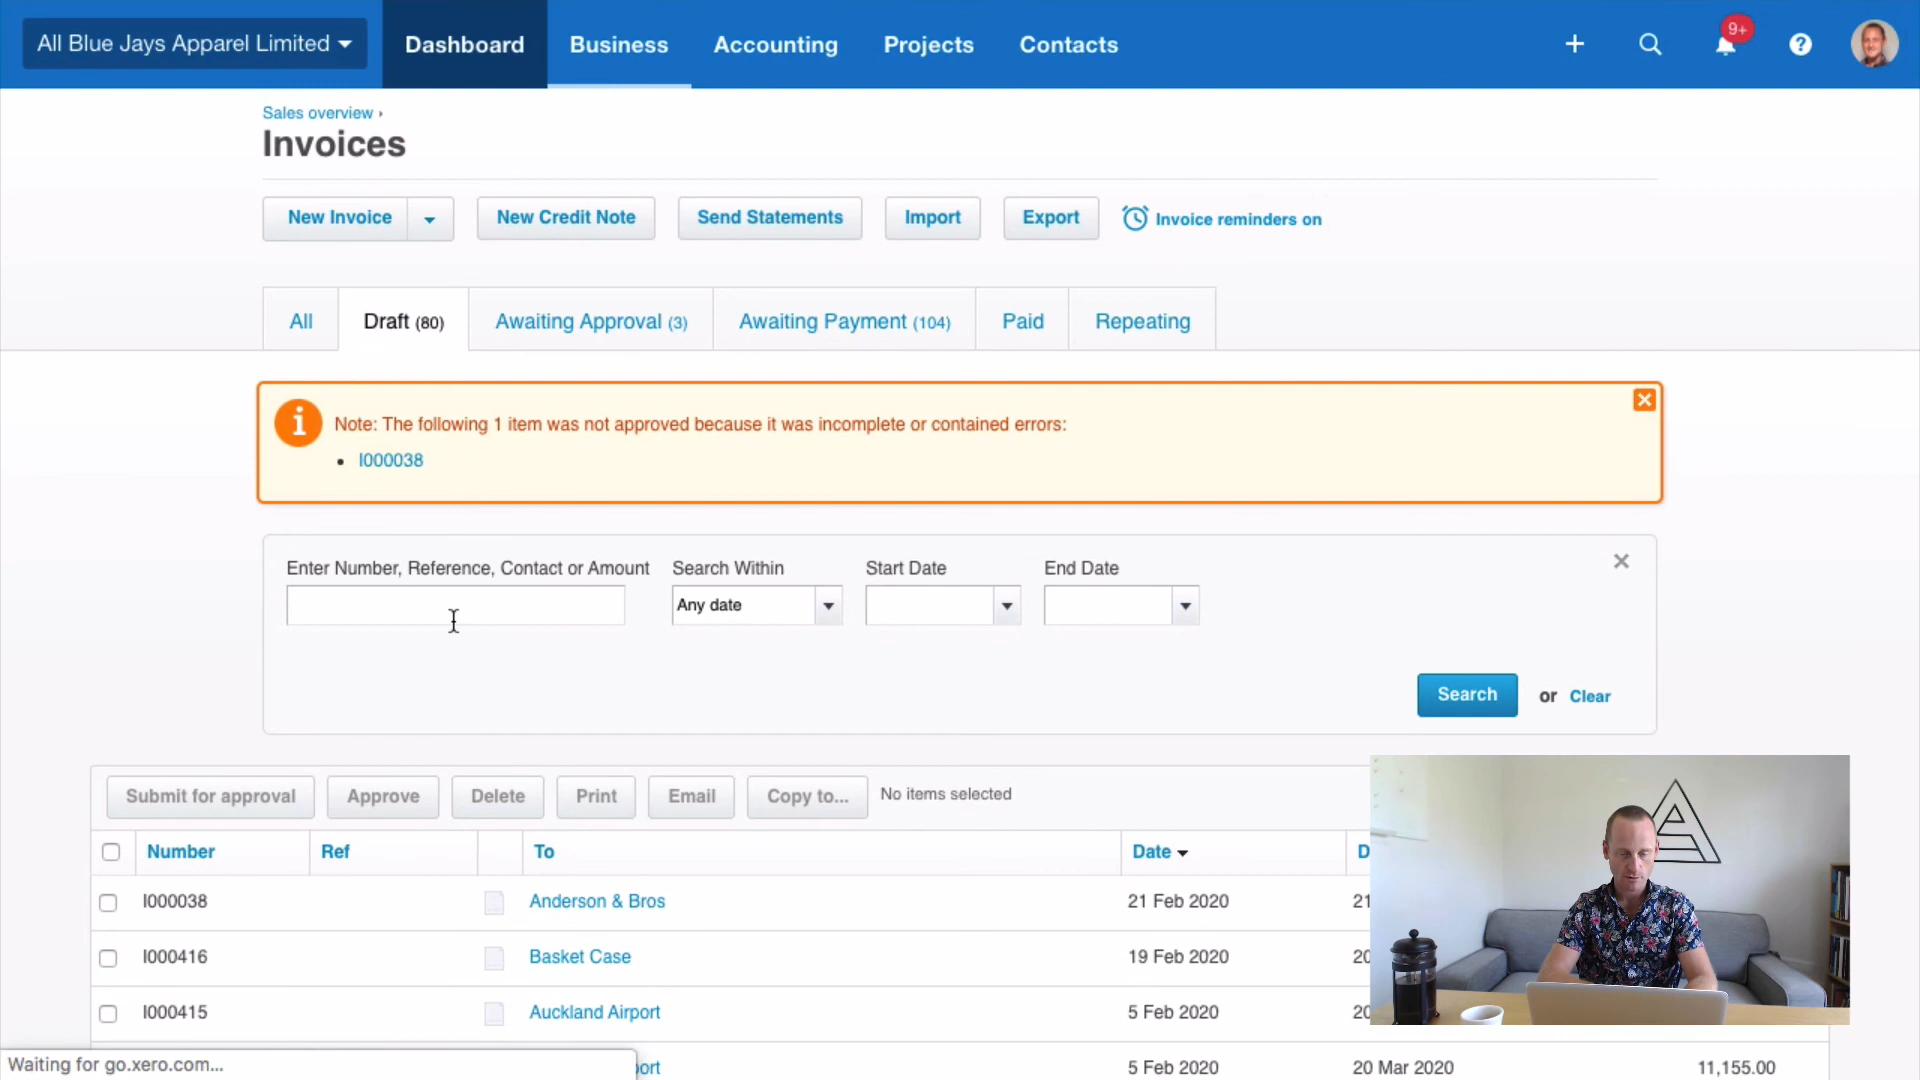 All Blue Jays Apparel Limited
Dashboard
Business
Accounting
Projects
Contacts
9+
Sales overview ›
Invoices
New Invoice
New Credit Note
Send Statements
Import
Export
Invoice reminders on
All
Draft (80)
Awaiting Approval (3)
Awaiting Payment (104)
Paid
Repeating
Note: The following 1 item was not approved because it was incomplete or contained errors:
• I000038
Enter Number, Reference, Contact or Amount
Search Within
Start Date
End Date
Any date
Search or Clear
Submit for approval
Approve
Delete
Print
Email
Copy to...
No items selected
Number Ref To Date D
I000038 Anderson & Bros 21 Feb 2020 21
I000416 Basket Case 19 Feb 2020 20
I000415 Auckland Airport 5 Feb 2020 20
ort 5 Feb 2020 20 Mar 2020 11,155.00
Waiting for go.xero.com...